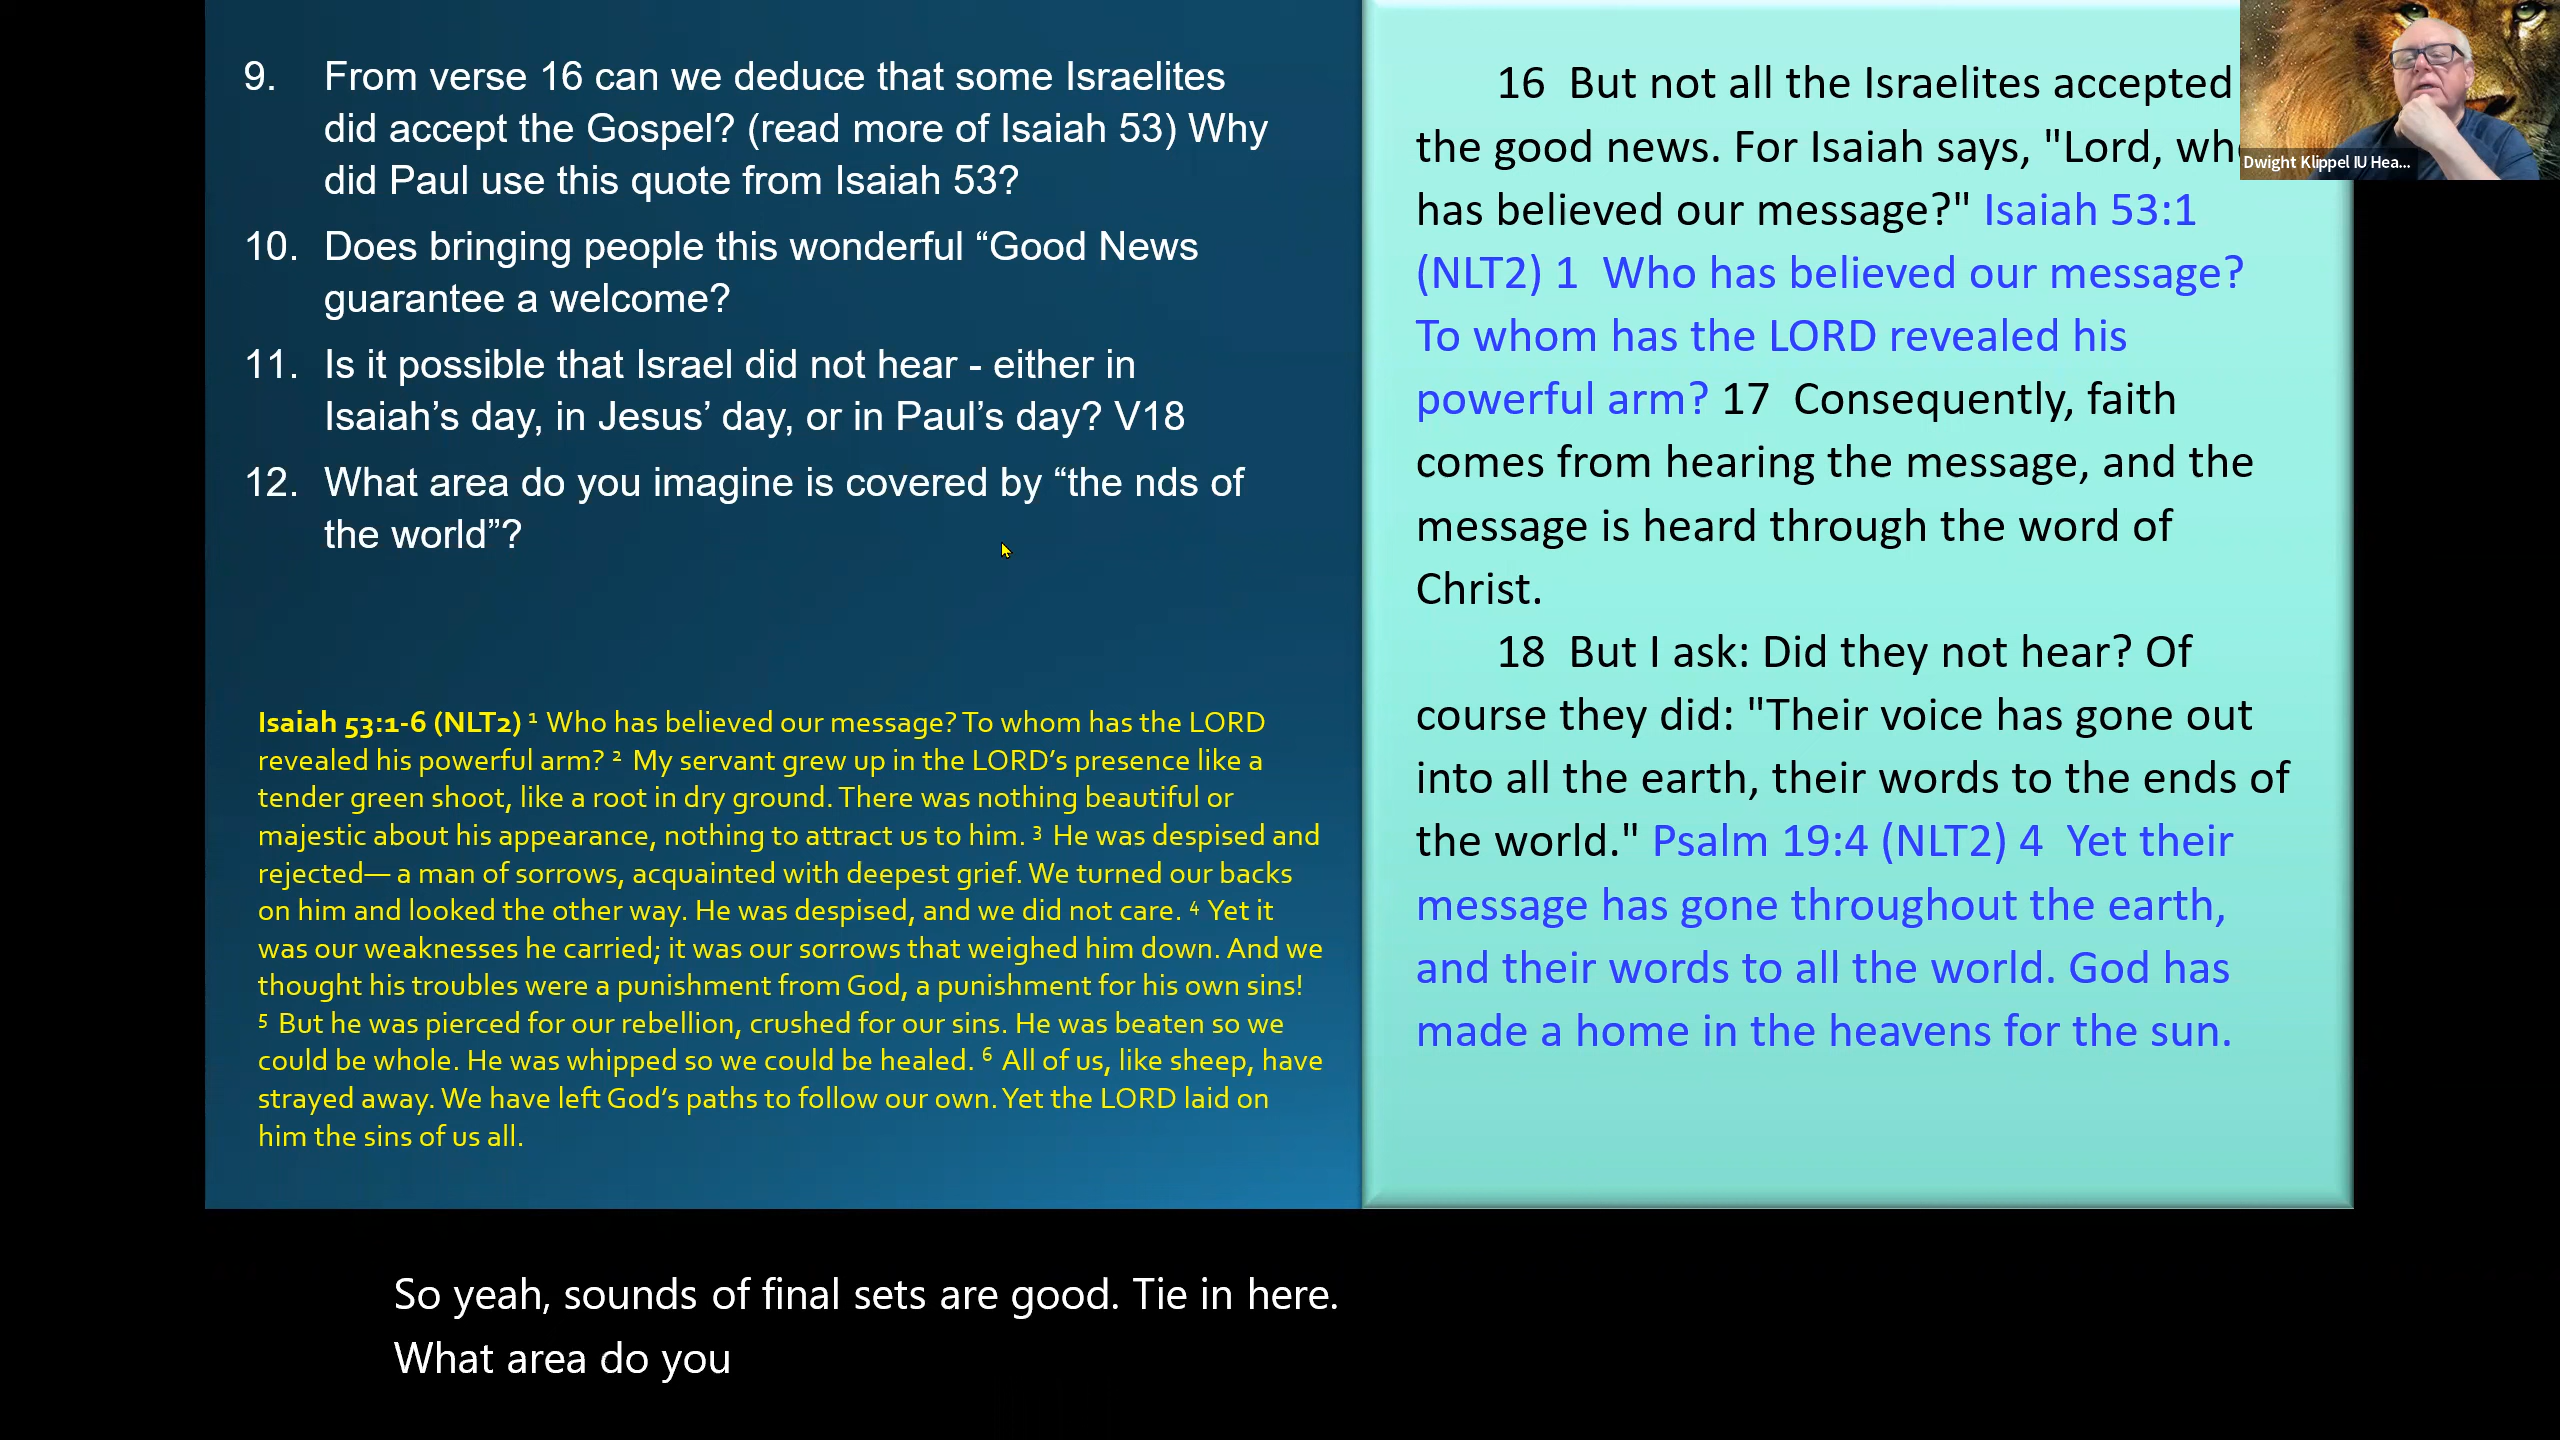 9. From verse 16 can we deduce that some Israelites
did accept the Gospel? (read more of Isaiah 53) Why
did Paul use this quote from Isaiah 53?
10. Does bringing people this wonderful “Good News
guarantee a welcome?
11. Is it possible that Israel did not hear - either in
Isaiah’s day, in Jesus’ day, or in Paul’s day? V18
12. What area do you imagine is covered by “the nds of
the world”?
Isaiah 53:1-6 (NLT2) ¹ Who has believed our message? To whom has the LORD
revealed his powerful arm? ² My servant grew up in the LORD’s presence like a
tender green shoot, like a root in dry ground. There was nothing beautiful or
majestic about his appearance, nothing to attract us to him. ³ He was despised and
rejected— a man of sorrows, acquainted with deepest grief. We turned our backs
on him and looked the other way. He was despised, and we did not care. ⁴ Yet it
was our weaknesses he carried; it was our sorrows that weighed him down. And we
thought his troubles were a punishment from God, a punishment for his own sins!
⁵ But he was pierced for our rebellion, crushed for our sins. He was beaten so we
could be whole. He was whipped so we could be healed. ⁶ All of us, like sheep, have
strayed away. We have left God’s paths to follow our own. Yet the LORD laid on
him the sins of us all.
16 But not all the Israelites accepted
the good news. For Isaiah says, "Lord,
has believed our message?" Isaiah 53:1
(NLT2) 1 Who has believed our message?
To whom has the LORD revealed his
powerful arm? 17 Consequently, faith
comes from hearing the message, and the
message is heard through the word of
Christ.
18 But I ask: Did they not hear? Of
course they did: "Their voice has gone out
into all the earth, their words to the ends of
the world." Psalm 19:4 (NLT2) 4 Yet their
message has gone throughout the earth,
and their words to all the world. God has
made a home in the heavens for the sun.
Dwight Klippel IU Hea...
So yeah, sounds of final sets are good. Tie in here.
What area do you